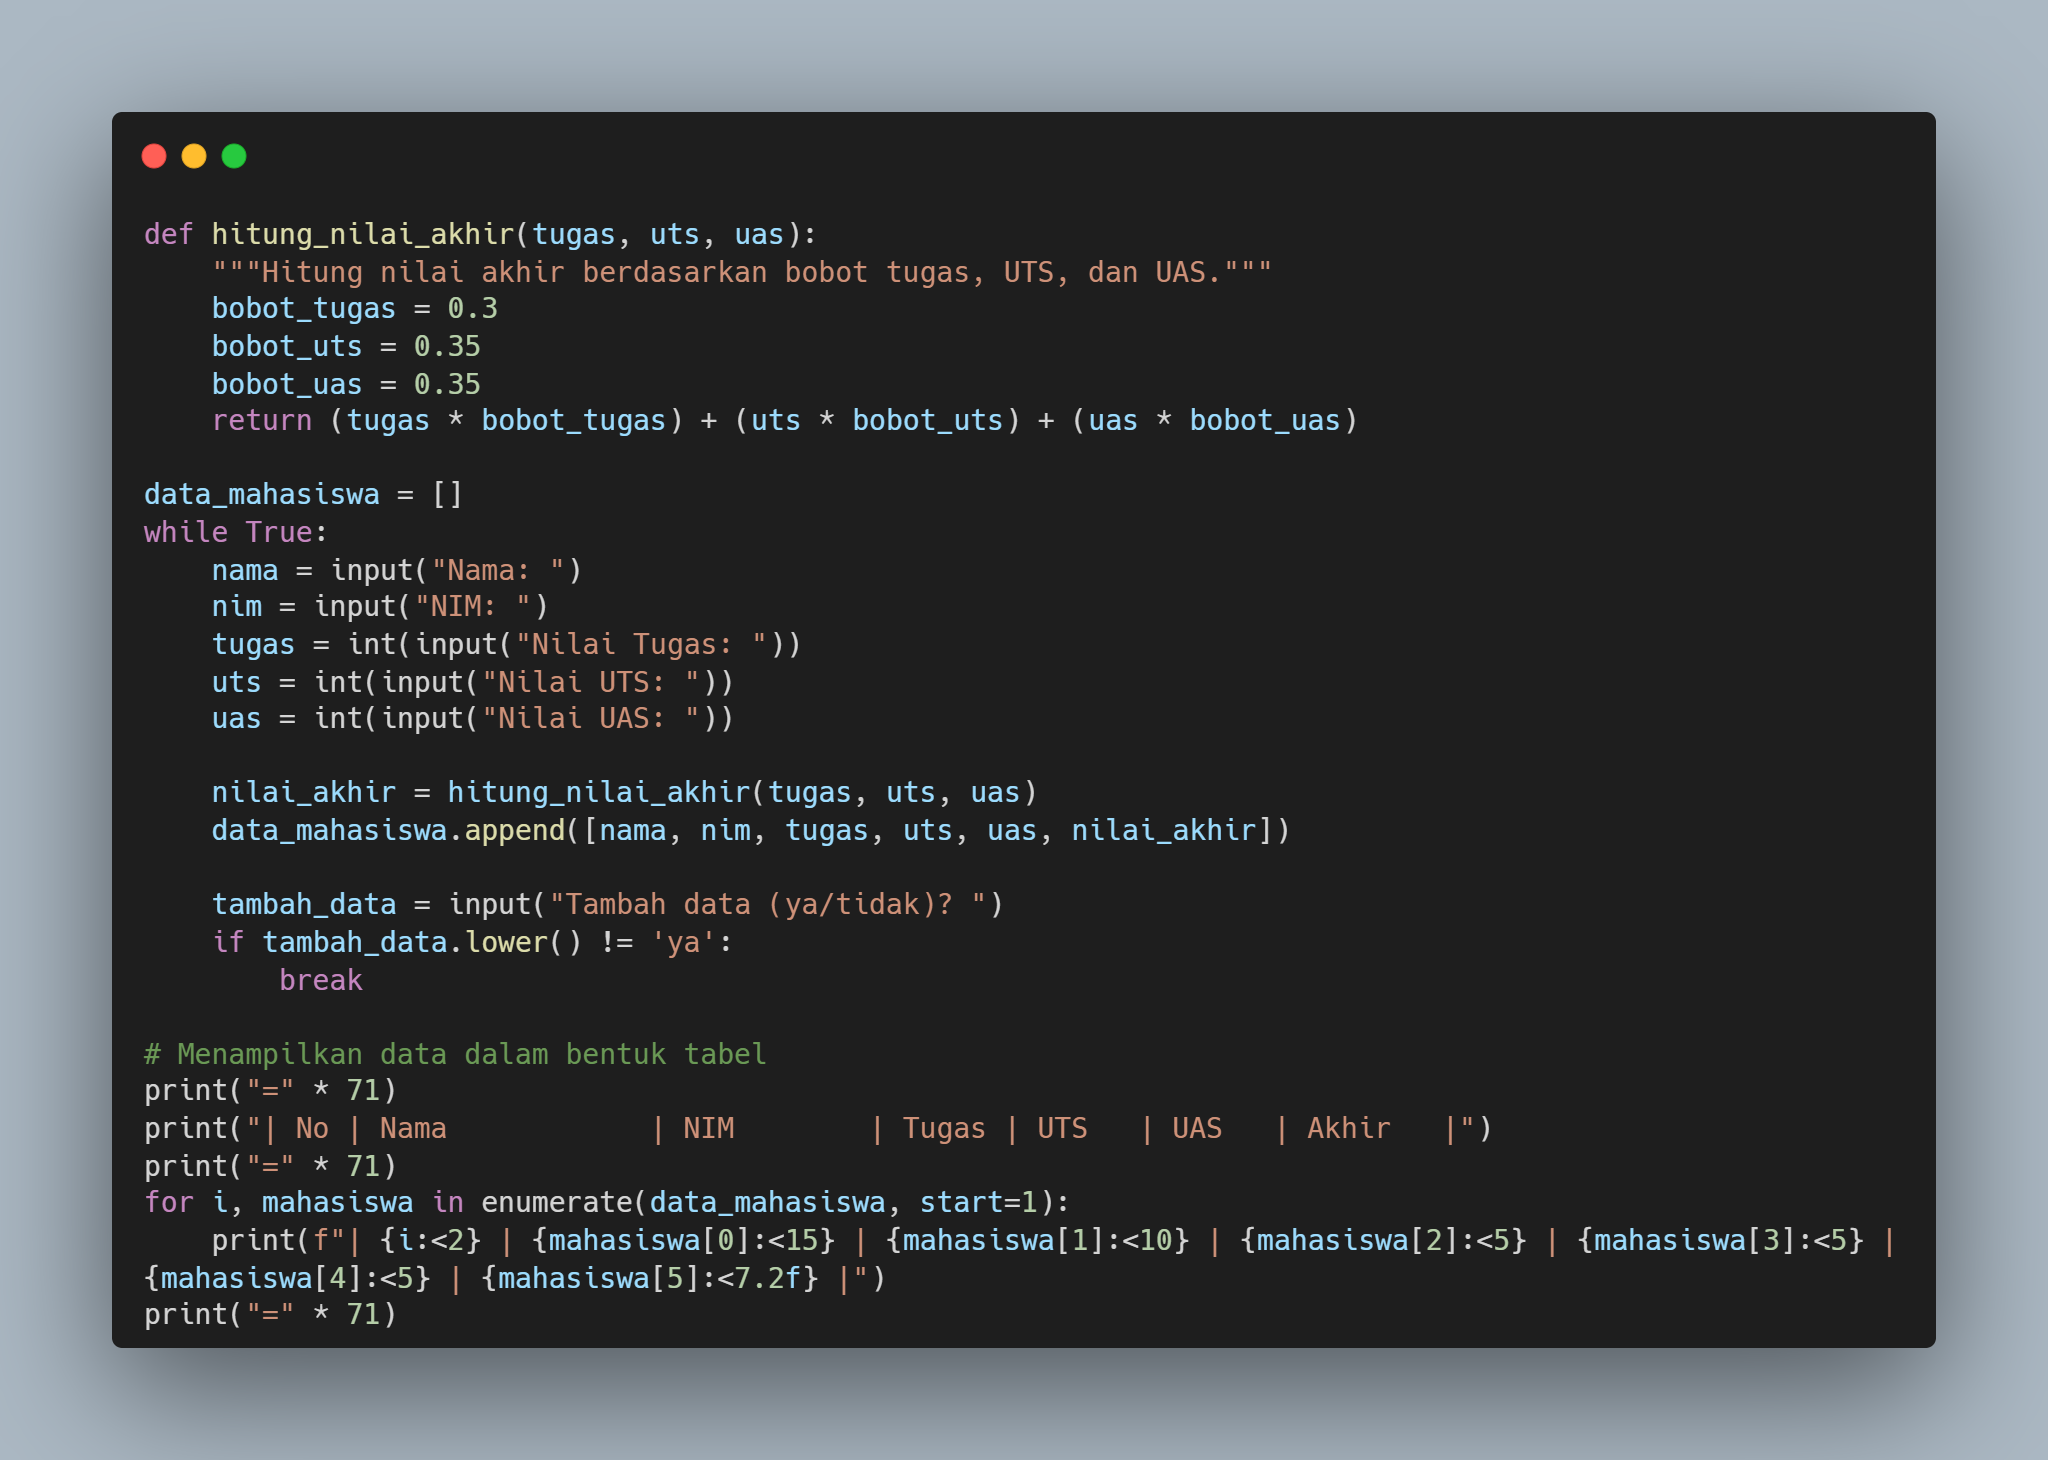 def hitung_nilai_akhir(tugas, uts, uas):
    """Hitung nilai akhir berdasarkan bobot tugas, UTS, dan UAS."""
    bobot_tugas = 0.3
    bobot_uts = 0.35
    bobot_uas = 0.35
    return (tugas * bobot_tugas) + (uts * bobot_uts) + (uas * bobot_uas)

data_mahasiswa = []
while True:
    nama = input("Nama: ")
    nim = input("NIM: ")
    tugas = int(input("Nilai Tugas: "))
    uts = int(input("Nilai UTS: "))
    uas = int(input("Nilai UAS: "))

    nilai_akhir = hitung_nilai_akhir(tugas, uts, uas)
    data_mahasiswa.append([nama, nim, tugas, uts, uas, nilai_akhir])

    tambah_data = input("Tambah data (ya/tidak)? ")
    if tambah_data.lower() != 'ya':
        break

# Menampilkan data dalam bentuk tabel
print("=" * 71)
print("| No | Nama            | NIM        | Tugas | UTS   | UAS   | Akhir   |")
print("=" * 71)
for i, mahasiswa in enumerate(data_mahasiswa, start=1):
    print(f"| {i:<2} | {mahasiswa[0]:<15} | {mahasiswa[1]:<10} | {mahasiswa[2]:<5} | {mahasiswa[3]:<5} |
{mahasiswa[4]:<5} | {mahasiswa[5]:<7.2f} |")
print("=" * 71)